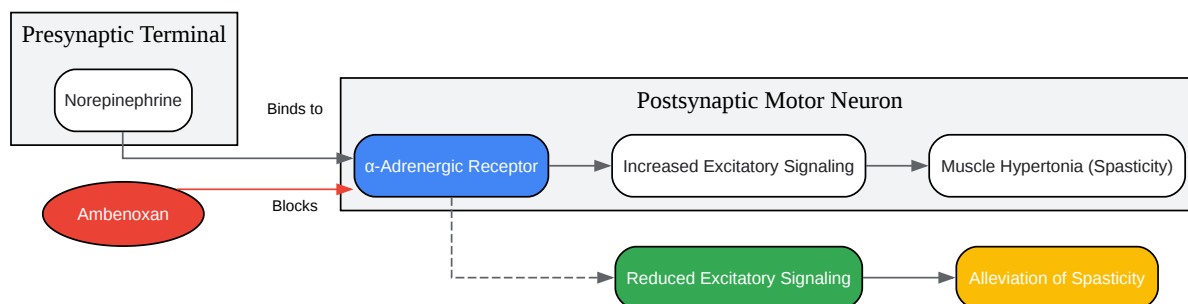 Presynaptic Terminal
Norepinephrine
Binds to
Postsynaptic Motor Neuron
α-Adrenergic Receptor
Increased Excitatory Signaling
Muscle Hypertonia (Spasticity)
Ambenoxan
Blocks
Reduced Excitatory Signaling
Alleviation of Spasticity